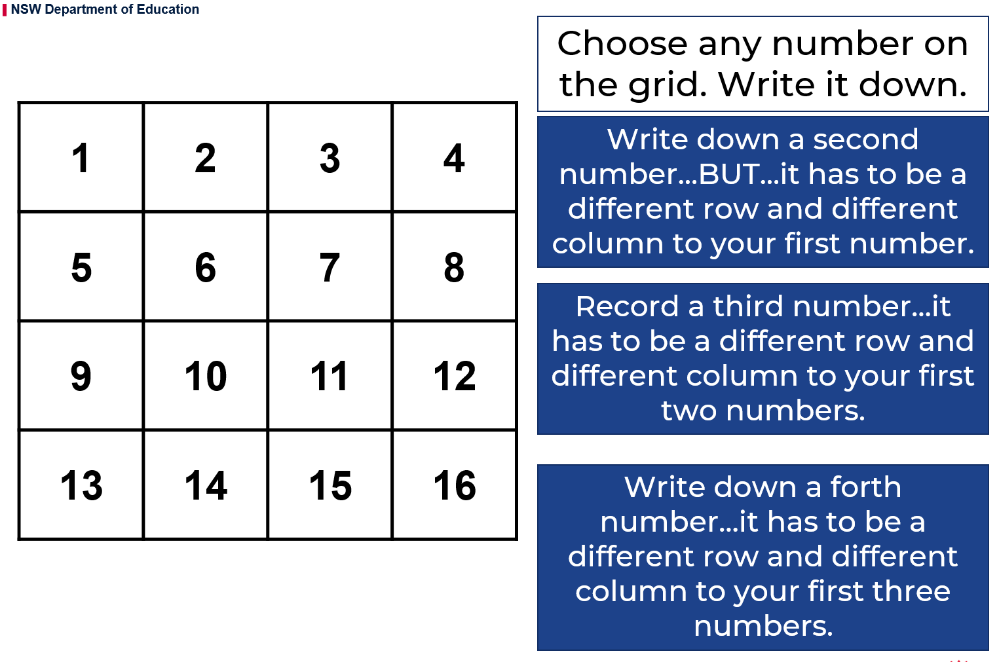 NSW Department of Education
Choose any number on
the grid. Write it down.
1 2 3 4
5 6 7 8
9 10 11 12
13 14 15 16
Write down a second
number...BUT...it has to be a
different row and different
column to your first number.
Record a third number...it
has to be a different row and
different column to your first
two numbers.
Write down a forth
number...it has to be a
different row and different
column to your first three
numbers.